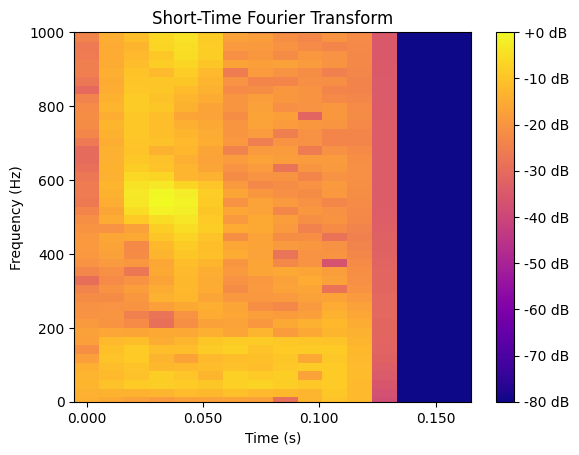 Short-Time Fourier Transform
Frequency (Hz)
1000
800
600
400
200
0
0.000
0.050
0.100
0.150
Time (s)
+0 dB
-10 dB
-20 dB
-30 dB
-40 dB
-50 dB
-60 dB
-70 dB
-80 dB